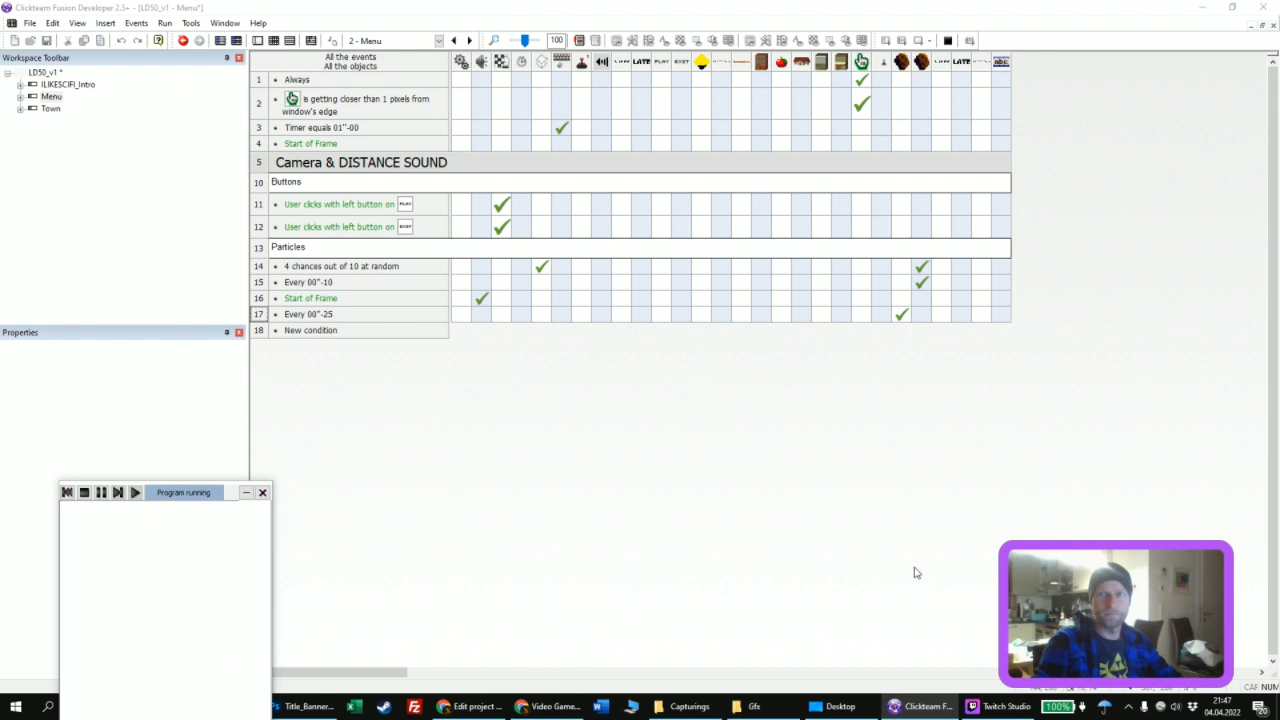 Clickteam Fusion Developer 2.5+ - [LD50_v1 - Menu*]
File Edit View Insert Events Run Tools Window Help
2 - Menu 100
Workspace Toolbar
LD50_v1 *
ILIKESCIFI_Intro
Menu
Town
Properties
All the events
All the objects
LATE PLAY EXIT LATE abc
1 Always
2 is getting closer than 1 pixels from
window's edge
3 Timer equals 01"-00
4 Start of Frame
5 Camera & DISTANCE SOUND
10 Buttons
11 User clicks with left button on PLAY
12 User clicks with left button on EXIT
13 Particles
14 4 chances out of 10 at random
15 Every 00"-10
16 Start of Frame
17 Every 00"-25
18 New condition
Program running
CAP NUM
Title_Banner... Edit project ... Video Game... Capturings Gfx Desktop Clickteam F... Twitch Studio 100% 21:47
04.04.2022
20